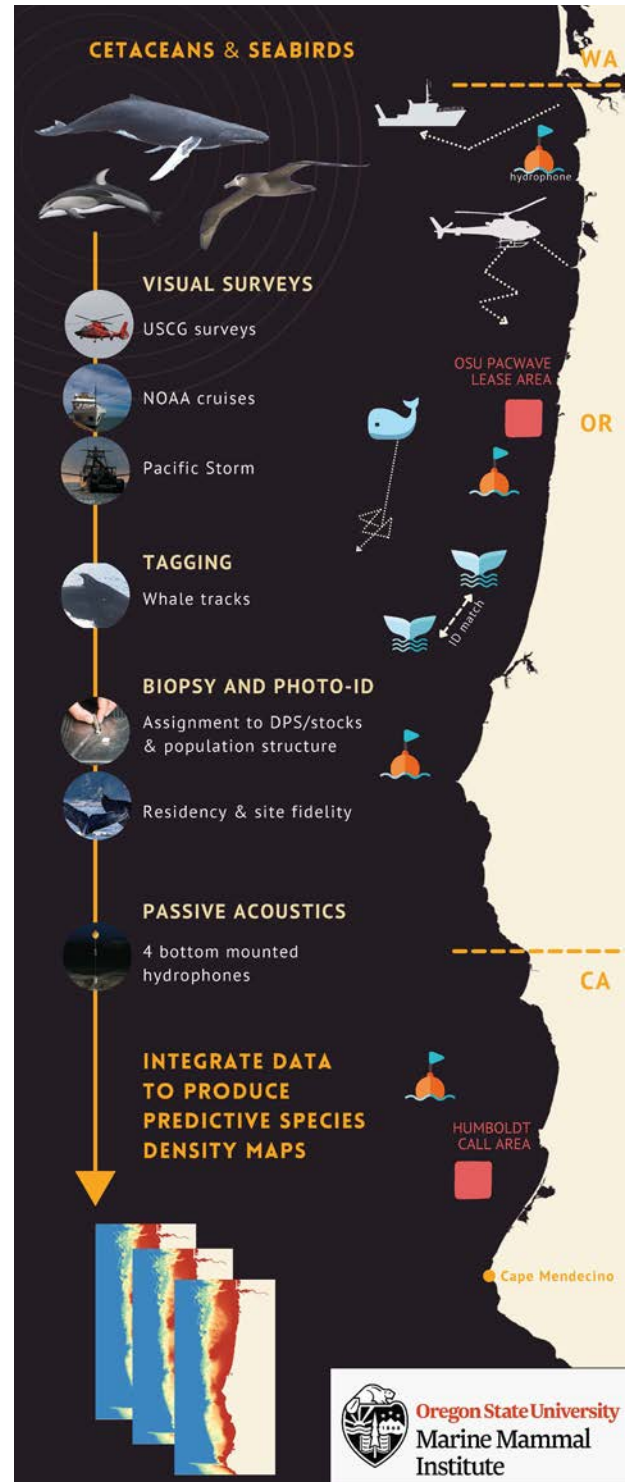 CETACEANS & SEABIRDS
WA
hydrophone
VISUAL SURVEYS
USCG surveys
OSU PACWAVE
LEASE AREA
NOAA cruises
OR
Pacific Storm
TAGGING
Whale tracks
ID match
BIOPSY AND PHOTO-ID
Assignment to DPS/stocks
& population structure
Residency & site fidelity
PASSIVE ACOUSTICS
4 bottom mounted
hydrophones
CA
INTEGRATE DATA
TO PRODUCE
PREDICTIVE SPECIES
DENSITY MAPS
HUMBOLDT
CALL AREA
Cape Mendecino
Oregon State University
Marine Mammal
Institute